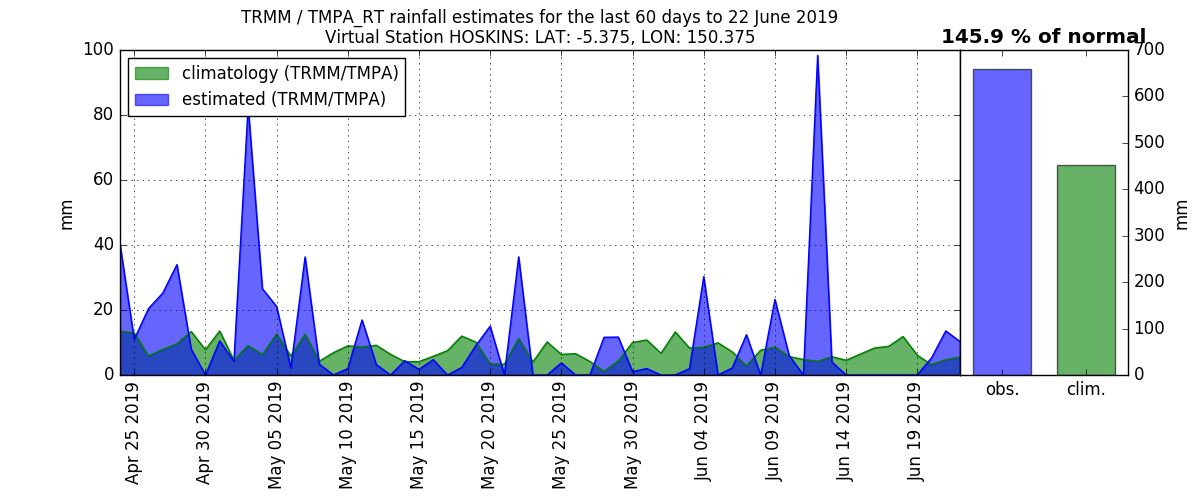 TRMM / TMPA_RT rainfall estimates for the last 60 days to 22 June 2019
Virtual Station HOSKINS: LAT: -5.375, LON: 150.375
145.9 % of normal
climatology (TRMM/TMPA)
estimated (TRMM/TMPA)
mm
100
80
60
40
20
0
Apr 25 2019
Apr 30 2019
May 05 2019
May 10 2019
May 15 2019
May 20 2019
May 25 2019
May 30 2019
Jun 04 2019
Jun 09 2019
Jun 14 2019
Jun 19 2019
obs.
clim.
700
600
500
400
300
200
100
0
mm